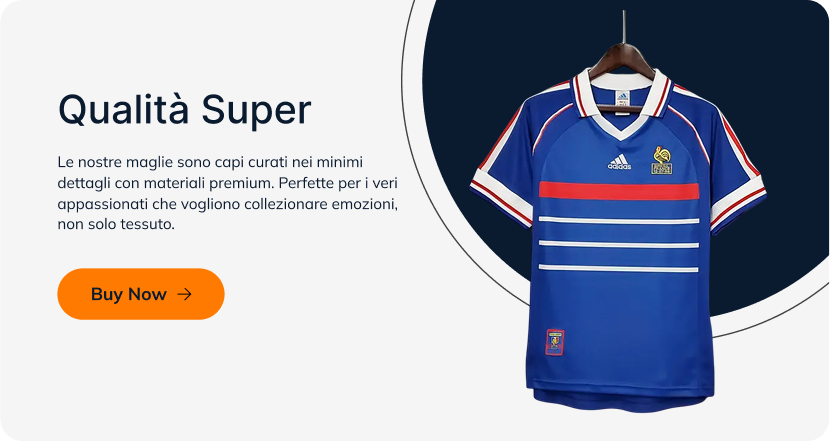 Qualità Super
Le nostre maglie sono capi curati nei minimi
dettagli con materiali premium. Perfette per i veri
appassionati che vogliono collezionare emozioni,
non solo tessuto.
Buy Now
adidas